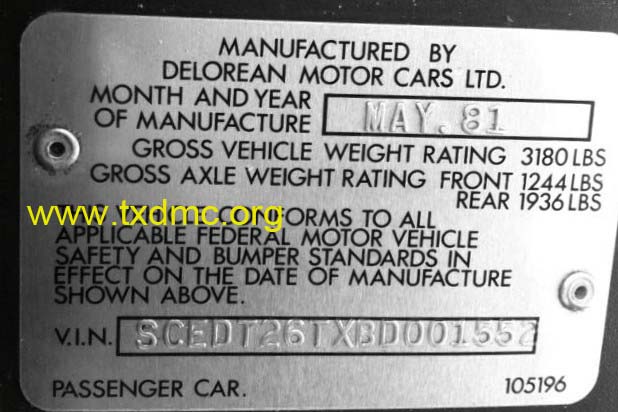 MANUFACTURED BY
DELOREAN MOTOR CARS LTD.
MONTH AND YEAR
OF MANUFACTURE MAY.81
GROSS VEHICLE WEIGHT RATING 3180 LBS
GROSS AXLE WEIGHT RATING FRONT 1244 LBS
REAR 1936 LBS
www.txdmc.org
CONFORMS TO ALL
APPLICABLE FEDERAL MOTOR VEHICLE
SAFETY AND BUMPER STANDARDS IN
EFFECT ON THE DATE OF MANUFACTURE
SHOWN ABOVE.
V.I.N. SCEDT26TXBD001552
PASSENGER CAR. 105196